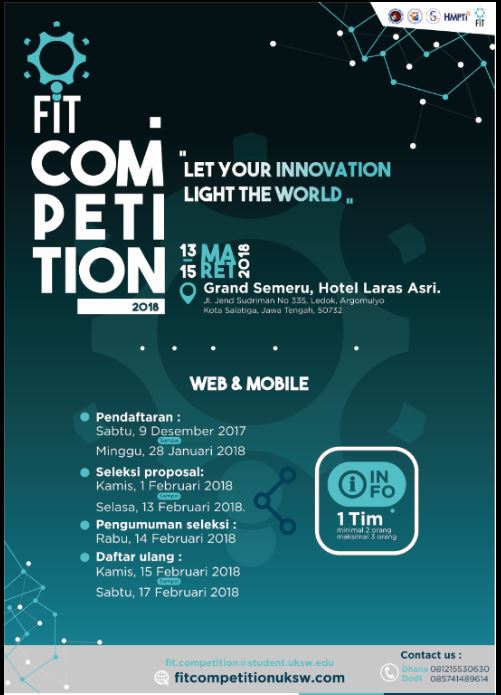 HMPTi
FIT
FIT
COM
PETI
TION
2018
" LET YOUR INNOVATION
LIGHT THE WORLD "
13
15
MA
RET
2018
Grand Semeru, Hotel Laras Asri.
Jl. Jend Sudriman No 335, Ledok, Argomulyo
Kota Salatiga, Jawa Tengah, 50732
WEB & MOBILE
Pendaftaran :
Sabtu, 9 Desember 2017
Sampai
Minggu, 28 Januari 2018
Seleksi proposal:
Kamis, 1 Februari 2018
Sampai
Selasa, 13 Februari 2018.
Pengumuman seleksi :
Rabu, 14 Februari 2018
Daftar ulang :
Kamis, 15 Februari 2018
Sampai
Sabtu, 17 Februari 2018
IN
FO
1 Tim
minimal 2 orang
maksimal 3 orang
fit.competition@student.uksw.edu
fitcompetitionuksw.com
Contact us :
Dhana 081215530630
Dodi 085741489614